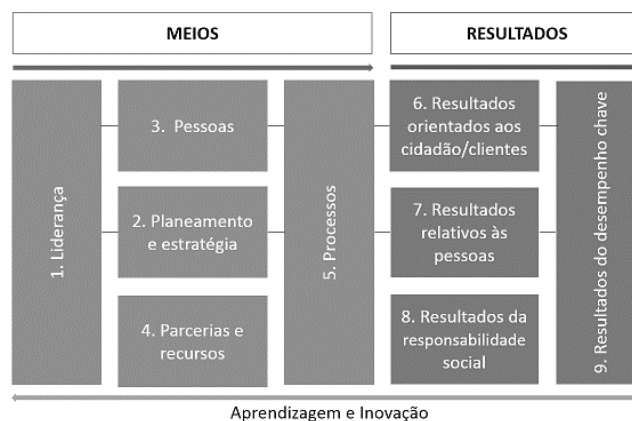 MEIOS
RESULTADOS
1. Liderança
3. Pessoas
2. Planeamento
e estratégia
4. Parcerias e
recursos
5. Processos
6. Resultados
orientados aos
cidadão/clientes
7. Resultados
relativos às
pessoas
8. Resultados da
responsabilidade
social
9. Resultados do desempenho chave
Aprendizagem e Inovação